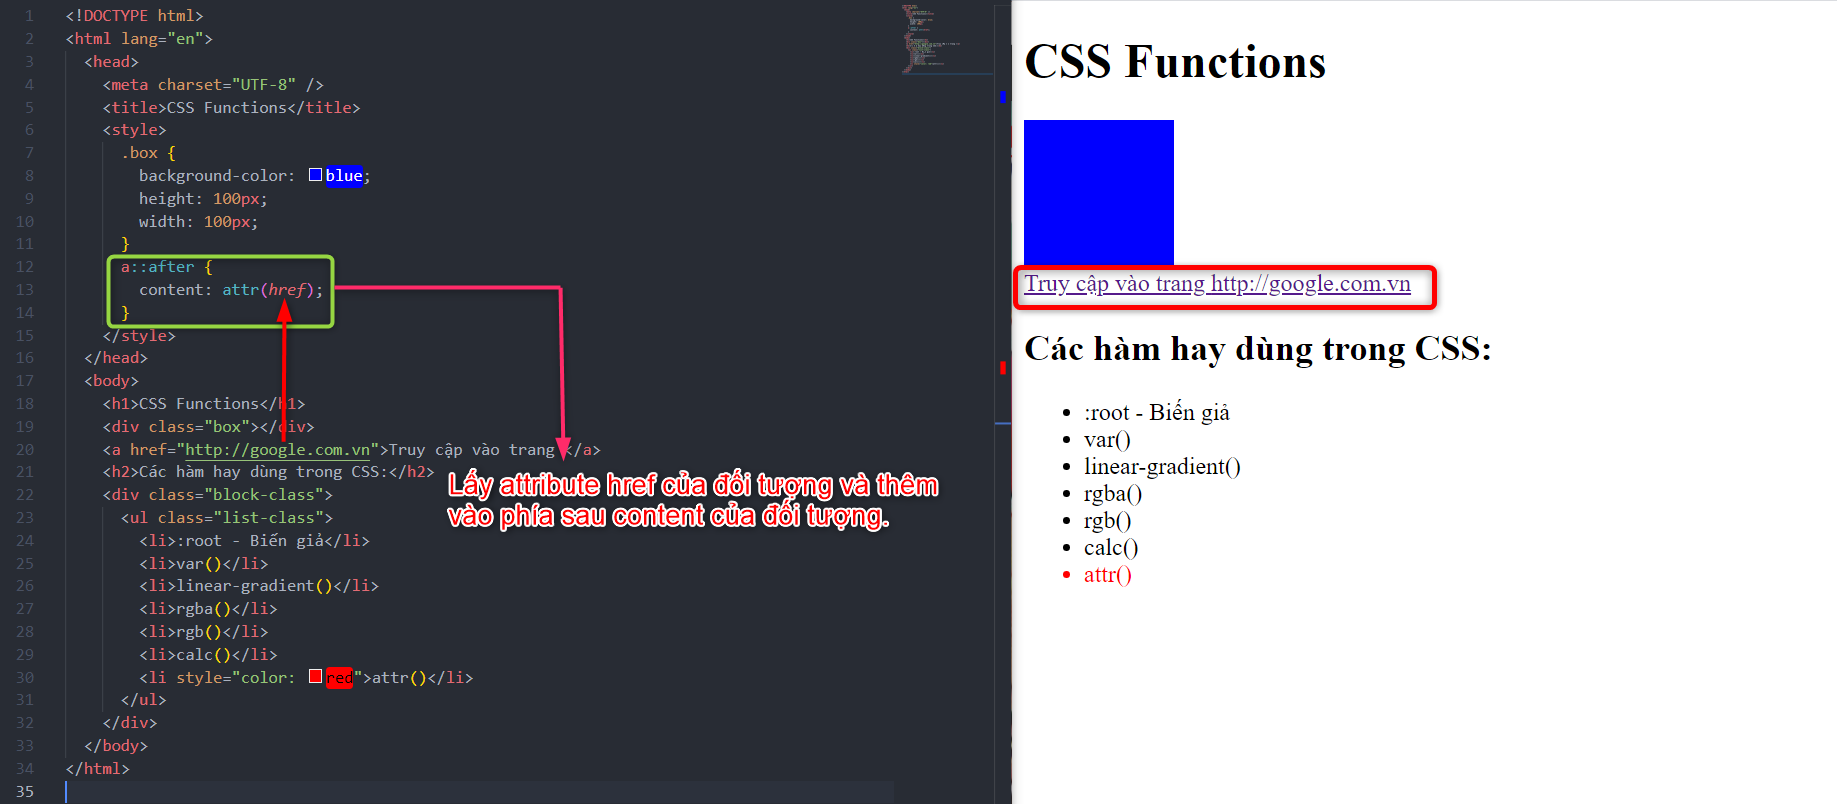 1 <!DOCTYPE html>
2 <html lang="en">
3 <head>
4 <meta charset="UTF-8" />
5 <title>CSS Functions</title>
6 <style>
7 .box {
8 background-color: blue;
9 height: 100px;
10 width: 100px;
11 }
12 a::after {
13 content: attr(href);
14 }
15 </style>
16 </head>
17 <body>
18 <h1>CSS Functions</h1>
19 <div class="box"></div>
20 <a href="http://google.com.vn">Truy cập vào trang </a>
21 <h2>Các hàm hay dùng trong CSS:</h2>
22 <div class="block-class">
23 <ul class="list-class">
24 <li>:root - Biến giả</li>
25 <li>var()</li>
26 <li>linear-gradient()</li>
27 <li>rgba()</li>
28 <li>rgb()</li>
29 <li>calc()</li>
30 <li style="color: red">attr()</li>
31 </ul>
32 </div>
33 </body>
34 </html>
35
Lấy attribute href của đối tượng và thêm
vào phía sau content của đối tượng.
CSS Functions
Truy cập vào trang http://google.com.vn
Các hàm hay dùng trong CSS:
• :root - Biến giả
• var()
• linear-gradient()
• rgba()
• rgb()
• calc()
• attr()